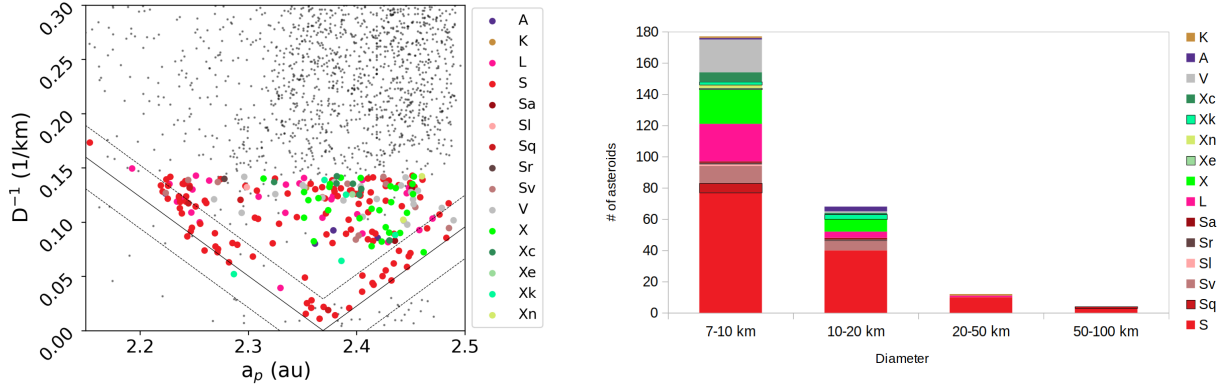 0.30
0.25
0.20
0.15
0.10
0.05
0.00
D⁻¹ (1/km)
2.2
2.3
2.4
2.5
aₚ (au)
A
K
L
S
Sa
Sl
Sq
Sr
Sv
V
X
Xc
Xe
Xk
Xn
180
160
140
120
100
80
60
40
20
0
# of asteroids
7-10 km
10-20 km
20-50 km
50-100 km
Diameter
K
A
V
Xc
Xk
Xn
Xe
X
L
Sa
Sr
Sl
Sv
Sq
S